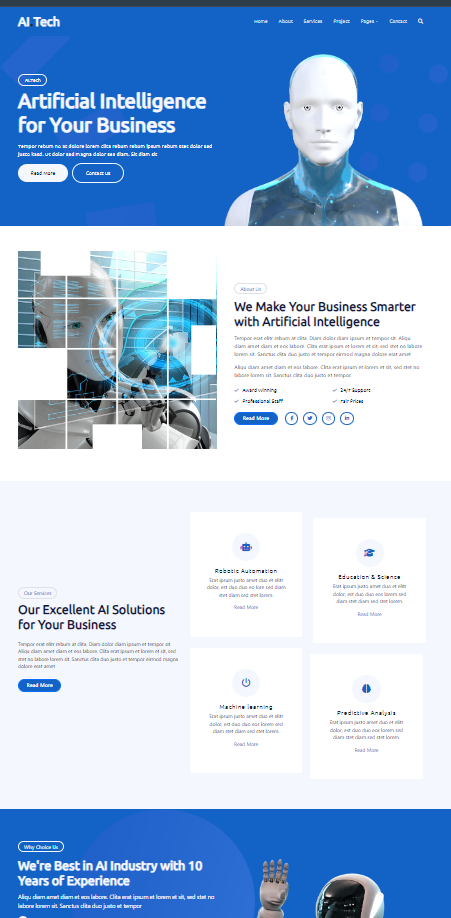 AI Tech
Home About Services Project Pages Contact
AI.Tech
Artificial Intelligence
for Your Business
Tempor rebum no at dolore lorem clita rebum rebum ipsum rebum stet dolor sed
justo kasd. Ut dolor sed magna dolor sea diam. Sit diam sit
Read More Contact Us
About Us
We Make Your Business Smarter
with Artificial Intelligence
Tempor erat elitr rebum at clita. Diam dolor diam ipsum et tempor sit. Aliqu
diam amet diam et eos labore. Clita erat ipsum et lorem et sit, sed stet no
labore lorem sit. Sanctus clita duo justo et tempor eirmod magna dolore erat amet
Aliqu diam amet diam et eos labore. Clita erat ipsum et lorem et sit, sed stet no
labore lorem sit. Sanctus clita duo justo et tempor
Award Winning 24/7 Support
Professional Staff Fair Prices
Read More
Our Services
Our Excellent AI Solutions
for Your Business
Tempor erat elitr rebum at clita. Diam dolor diam ipsum et tempor sit.
Aliqu diam amet diam et eos labore. Clita erat ipsum et lorem et sit, sed
stet no labore lorem sit. Sanctus clita duo justo et tempor eirmod magna
dolore erat amet
Read More
Robotic Automation
Erat ipsum justo amet duo et elitr
dolor, est duo duo eo lore sed diam
stet diam sed stet lorem.
Read More
Education & Science
Erat ipsum justo amet duo et elitr
dolor, est duo duo eos lorem sed
diam stet diam sed stet lorem.
Read More
Machine learning
Erat ipsum justo amet duo et elitr
dolor, est duo duo eos lorem sed
diam stet diam sed stet lorem.
Read More
Predictive Analysis
Erat ipsum justo amet duo et elitr
dolor, est duo duo eos lorem sed
diam stet diam sed stet lorem.
Read More
Why Choice Us
We're Best in AI Industry with 10
Years of Experience
Aliqu diam amet diam et eos labore. Clita erat ipsum et lorem et sit, sed stet no
labore lorem sit. Sanctus clita duo justo et tempor